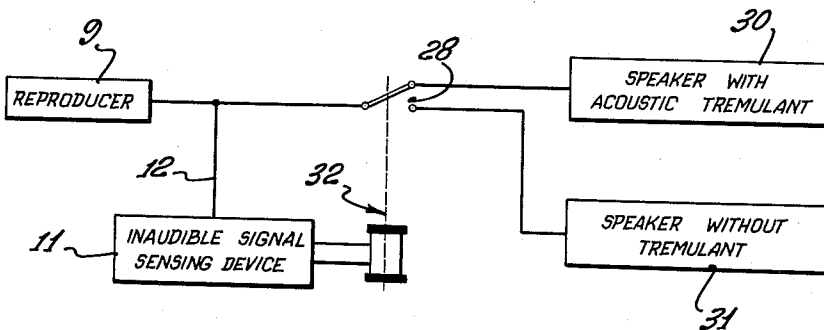 9
REPRODUCER
12
11
INAUDIBLE SIGNAL
SENSING DEVICE
32
28
30
SPEAKER WITH
ACOUSTIC TREMULANT
SPEAKER WITHOUT
TREMULANT
31